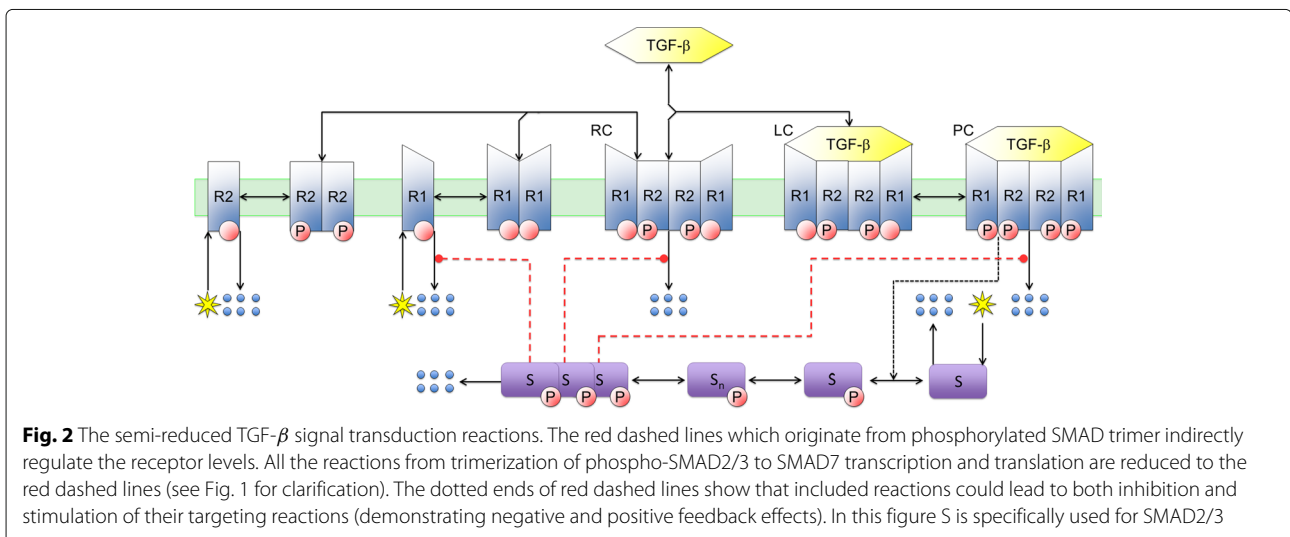 TGF-β
RC
LC
TGF-β
PC
TGF-β
R2
R2 R2
R1
R1 R1
R1 R2 R2 R1
R1 R2 R2 R1
R1 R2 R2 R1
P P
P P
P P P P
S S S
P P P
Sₙ
P
S
P
S
Fig. 2 The semi-reduced TGF-β signal transduction reactions. The red dashed lines which originate from phosphorylated SMAD trimer indirectly
regulate the receptor levels. All the reactions from trimerization of phospho-SMAD2/3 to SMAD7 transcription and translation are reduced to the
red dashed lines (see Fig. 1 for clarification). The dotted ends of red dashed lines show that included reactions could lead to both inhibition and
stimulation of their targeting reactions (demonstrating negative and positive feedback effects). In this figure S is specifically used for SMAD2/3